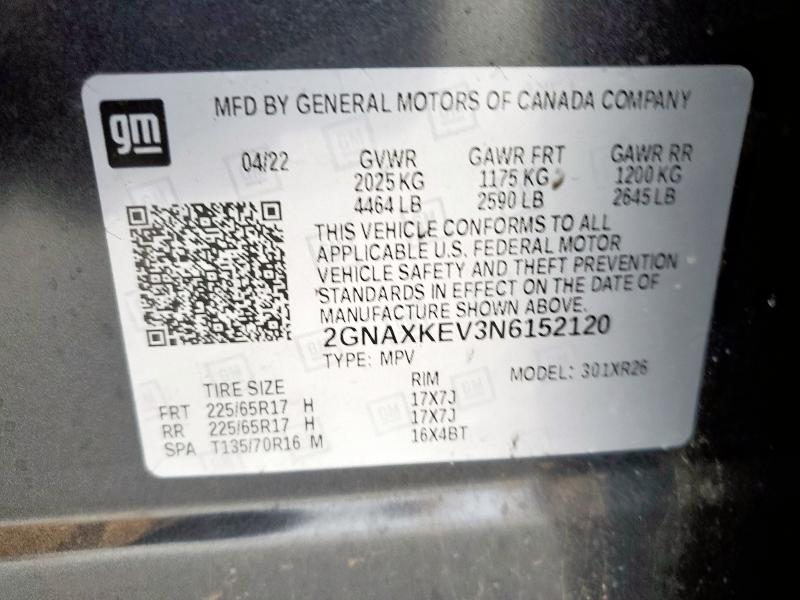 gm
MFD BY GENERAL MOTORS OF CANADA COMPANY
04/22 GVWR GAWR FRT GAWR RR
2025 KG 1175 KG 1200 KG
4464 LB 2590 LB 2645 LB
THIS VEHICLE CONFORMS TO ALL
APPLICABLE U.S. FEDERAL MOTOR
VEHICLE SAFETY AND THEFT PREVENTION
STANDARDS IN EFFECT ON THE DATE OF
MANUFACTURE SHOWN ABOVE.
2GNAXKEV3N6152120
TYPE: MPV MODEL: 301XR26
TIRE SIZE RIM
FRT 225/65R17 H 17X7J
RR 225/65R17 H 17X7J
SPA T135/70R16 M 16X4BT